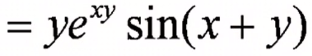 = ye^{xy} sin(x + y)